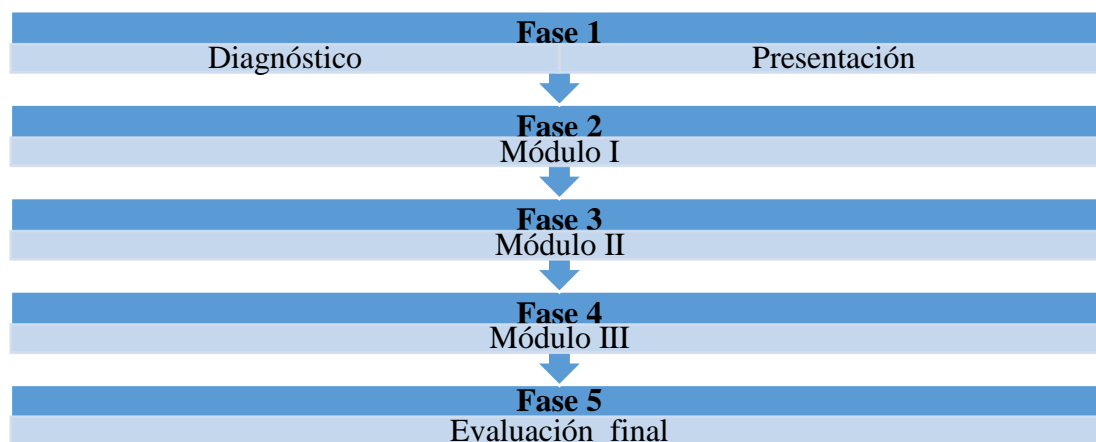 Fase 1
Diagnóstico Presentación
Fase 2
Módulo I
Fase 3
Módulo II
Fase 4
Módulo III
Fase 5
Evaluación final